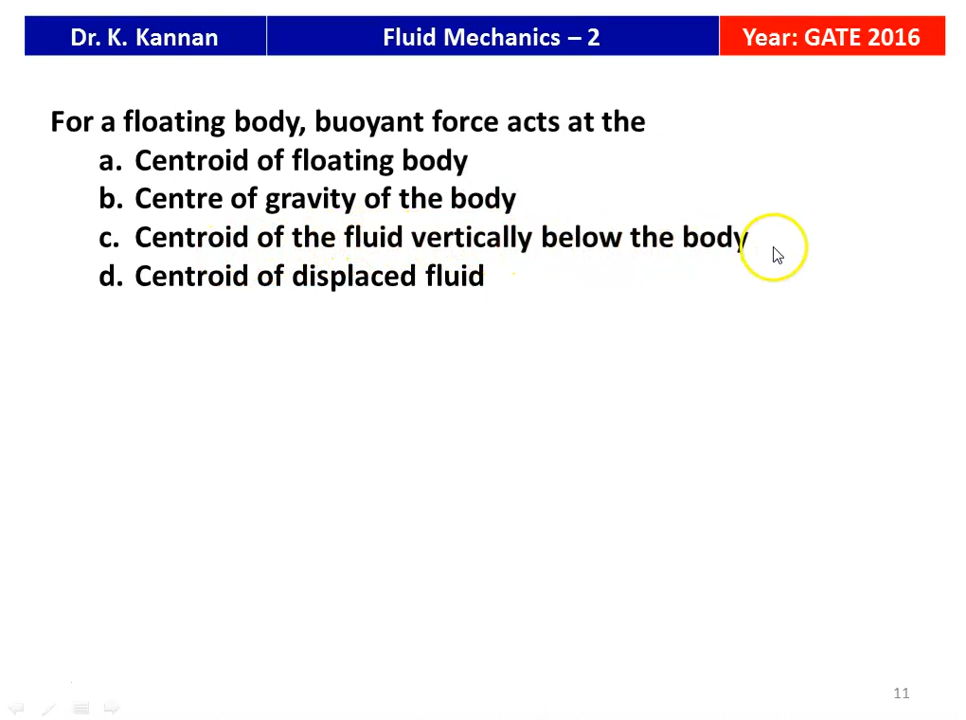 Dr. K. Kannan Fluid Mechanics – 2 Year: GATE 2016
For a floating body, buoyant force acts at the
a. Centroid of floating body
b. Centre of gravity of the body
c. Centroid of the fluid vertically below the body
d. Centroid of displaced fluid
11